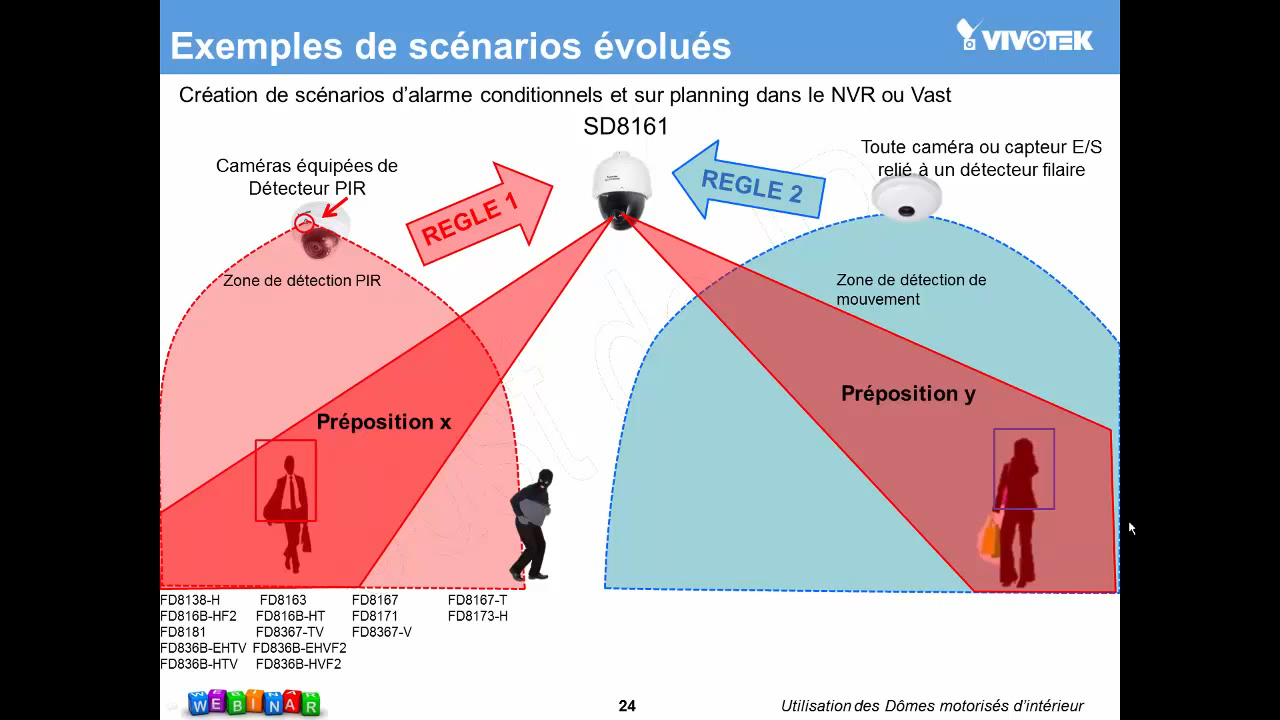 Exemples de scénarios évolués
VIVOTEK
Création de scénarios d'alarme conditionnels et sur planning dans le NVR ou Vast
SD8161
Caméras équipées de
Détecteur PIR
Toute caméra ou capteur E/S
relié à un détecteur filaire
REGLE 1
REGLE 2
Zone de détection PIR
Zone de détection de
mouvement
Préposition x
Préposition y
FD8138-H FD8163 FD8167 FD8167-T
FD816B-HF2 FD816B-HT FD8171 FD8173-H
FD8181 FD8367-TV FD8367-V
FD836B-EHTV FD836B-EHVF2
FD836B-HTV FD836B-HVF2
WEBINAR
24
Utilisation des Dômes motorisés d'intérieur